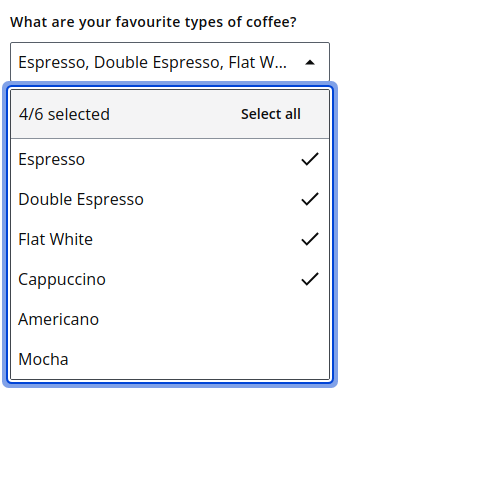 What are your favourite types of coffee?
Espresso, Double Espresso, Flat W...
4/6 selected Select all
Espresso
Double Espresso
Flat White
Cappuccino
Americano
Mocha